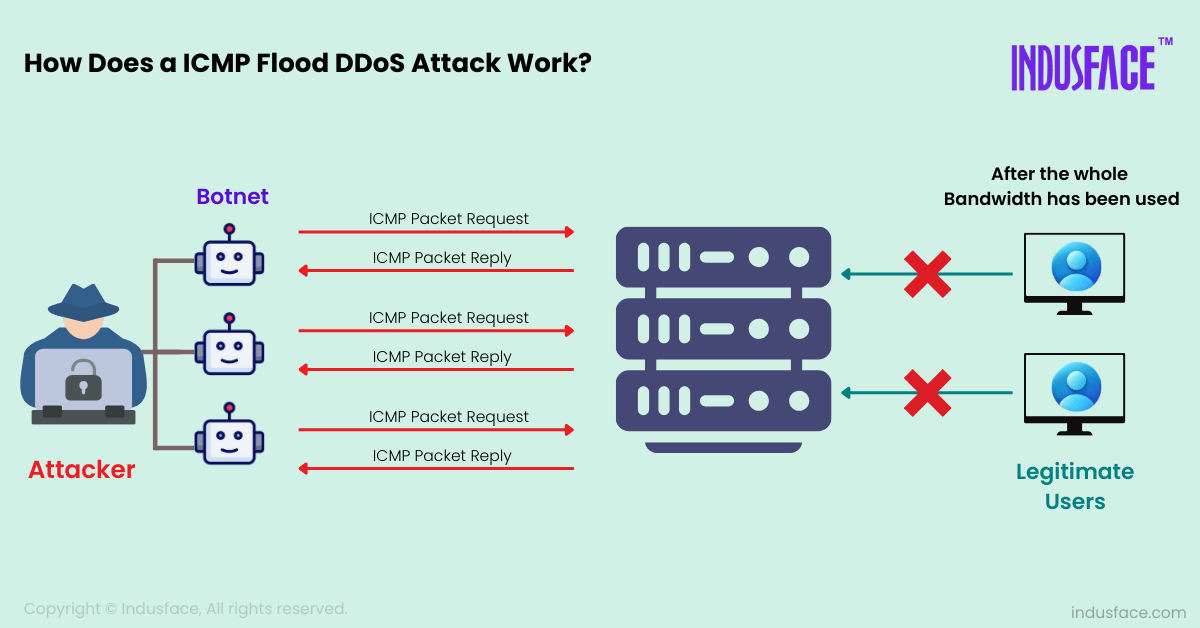 How Does a ICMP Flood DDoS Attack Work?
INDUSFACE™
After the whole
Bandwidth has been used
Botnet
ICMP Packet Request
ICMP Packet Reply
ICMP Packet Request
ICMP Packet Reply
ICMP Packet Request
ICMP Packet Reply
Attacker
Legitimate
Users
Copyright © Indusface, All rights reserved.
indusface.com